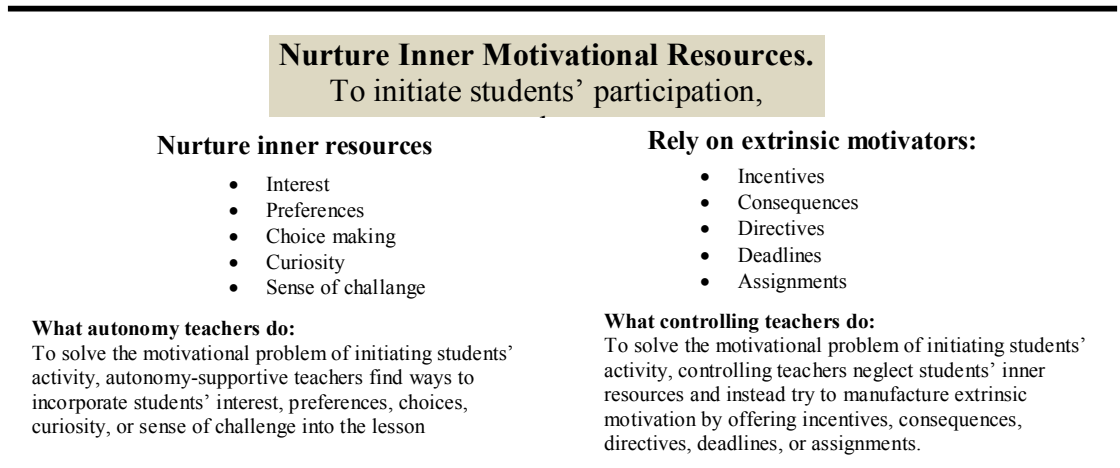 Nurture Inner Motivational Resources.
To initiate students’ participation,
Nurture inner resources
• Interest
• Preferences
• Choice making
• Curiosity
• Sense of challange
What autonomy teachers do:
To solve the motivational problem of initiating students’
activity, autonomy-supportive teachers find ways to
incorporate students’ interest, preferences, choices,
curiosity, or sense of challenge into the lesson
Rely on extrinsic motivators:
• Incentives
• Consequences
• Directives
• Deadlines
• Assignments
What controlling teachers do:
To solve the motivational problem of initiating students’
activity, controlling teachers neglect students’ inner
resources and instead try to manufacture extrinsic
motivation by offering incentives, consequences,
directives, deadlines, or assignments.